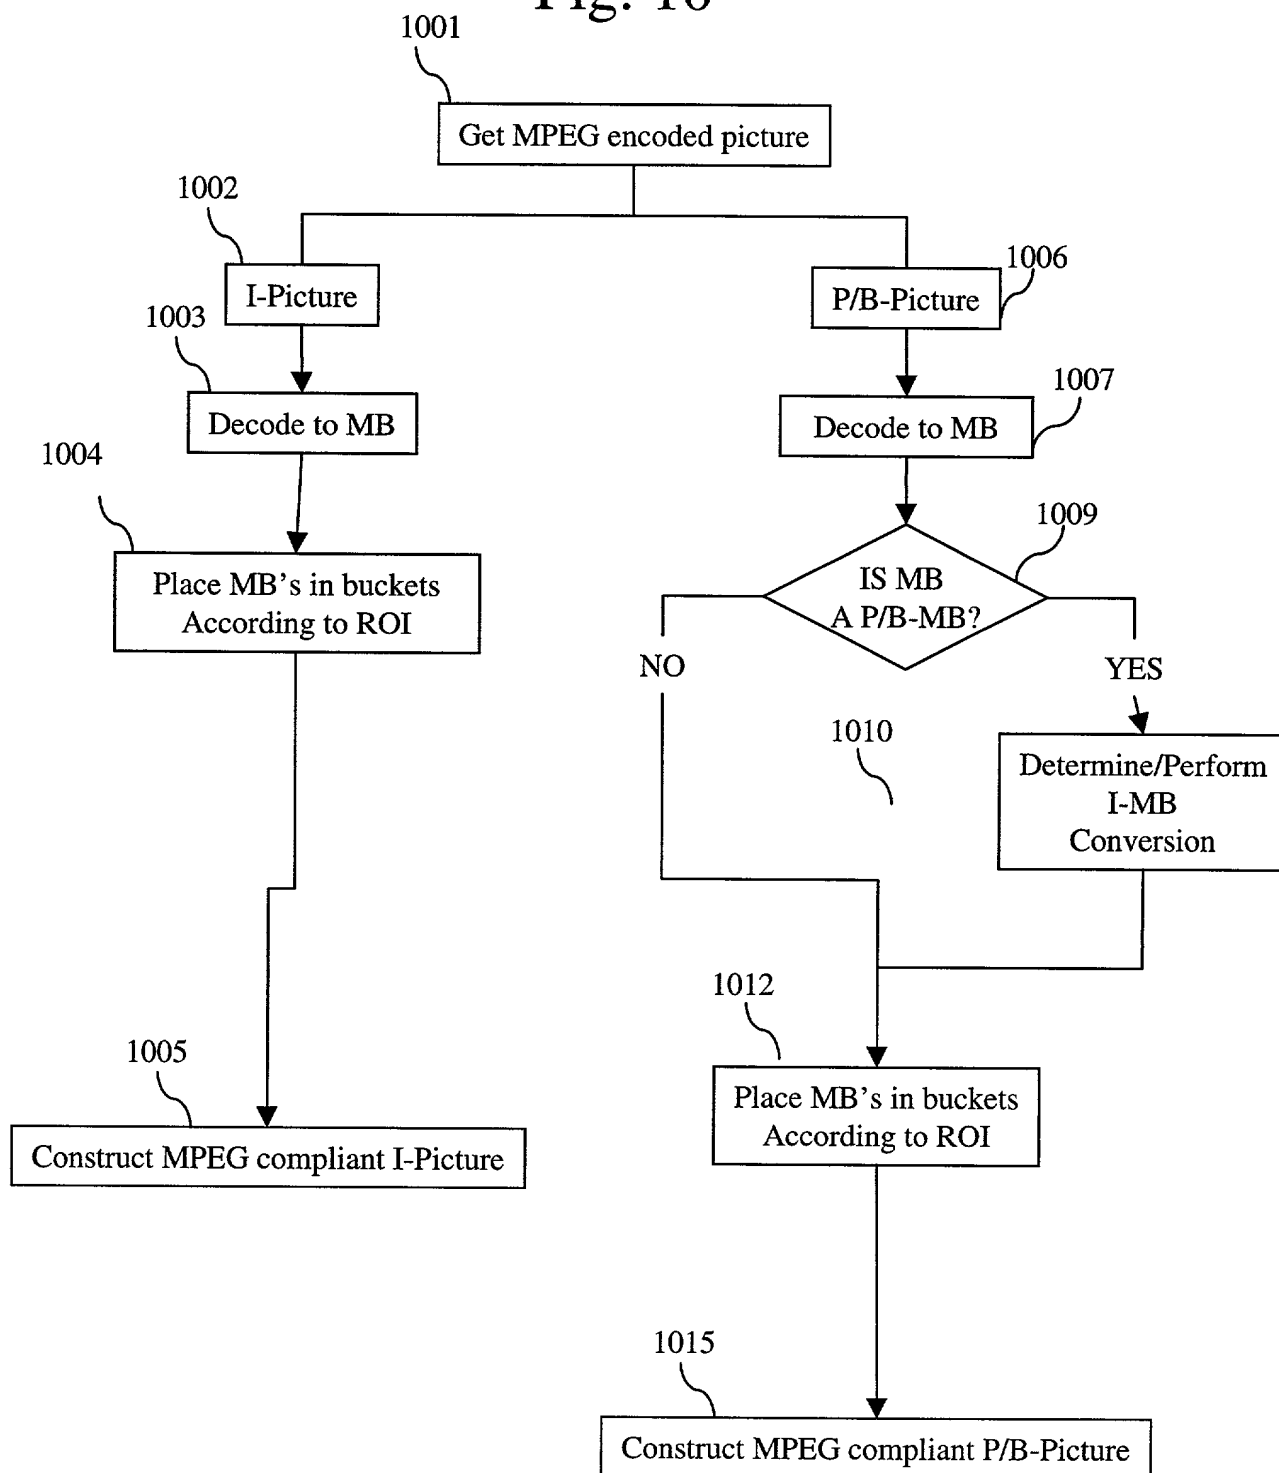 1001
Get MPEG encoded picture
1002
I-Picture
1003
Decode to MB
1004
Place MB's in buckets
According to ROI
1005
Construct MPEG compliant I-Picture
1006
P/B-Picture
1007
Decode to MB
1009
IS MB
A P/B-MB?
NO
YES
1010
Determine/Perform
I-MB
Conversion
1012
Place MB's in buckets
According to ROI
1015
Construct MPEG compliant P/B-Picture